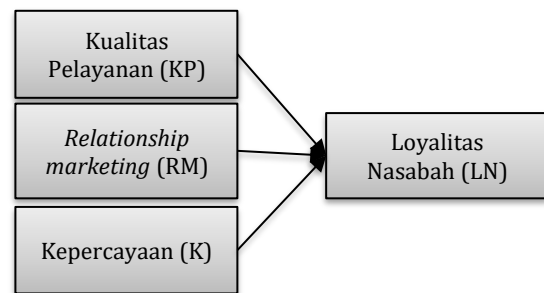 Kualitas
Pelayanan (KP)
Relationship
marketing (RM)
Kepercayaan (K)
Loyalitas
Nasabah (LN)